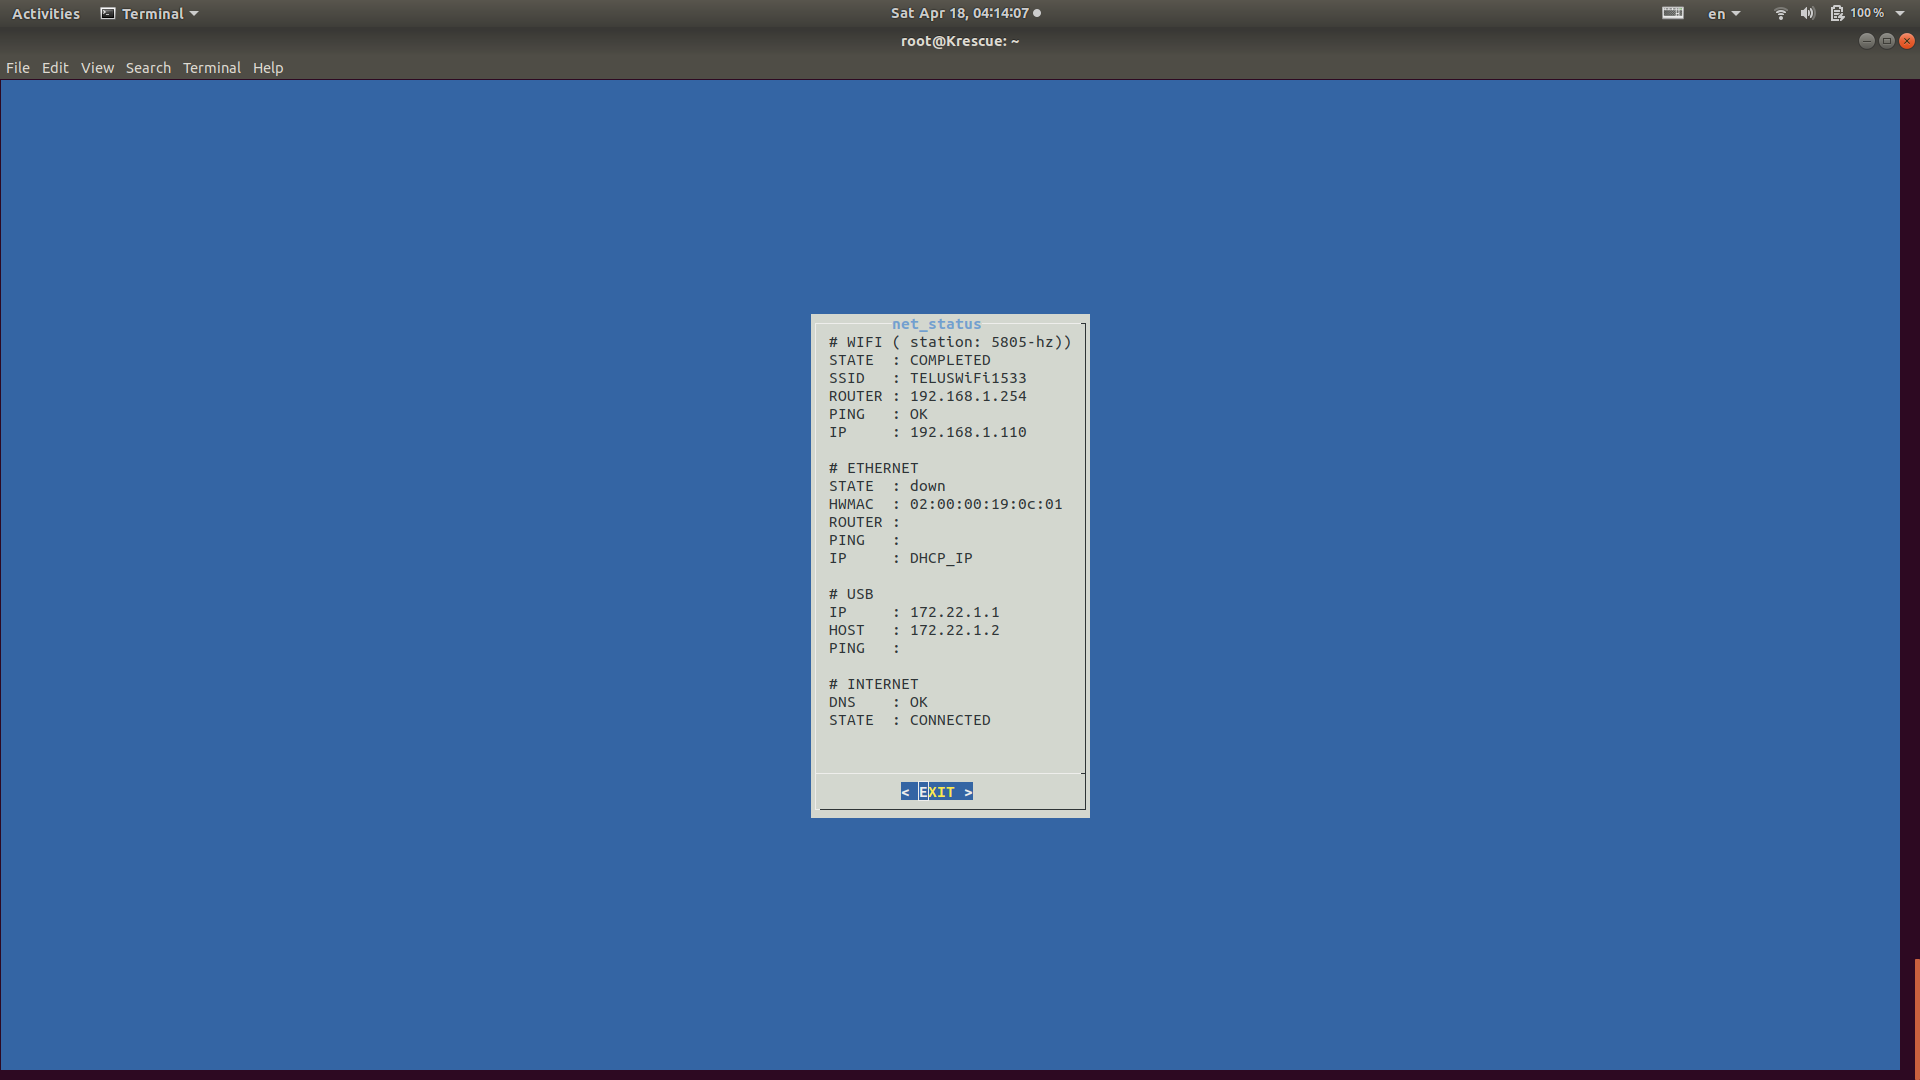 Activities Terminal Sat Apr 18, 04:14:07 en 100 %
root@Krescue: ~
File Edit View Search Terminal Help
net_status
# WIFI ( station: 5805-hz))
STATE : COMPLETED
SSID : TELUSWiFi1533
ROUTER : 192.168.1.254
PING : OK
IP : 192.168.1.110
# ETHERNET
STATE : down
HWMAC : 02:00:00:19:0c:01
ROUTER :
PING :
IP : DHCP_IP
# USB
IP : 172.22.1.1
HOST : 172.22.1.2
PING :
# INTERNET
DNS : OK
STATE : CONNECTED
< EXIT >